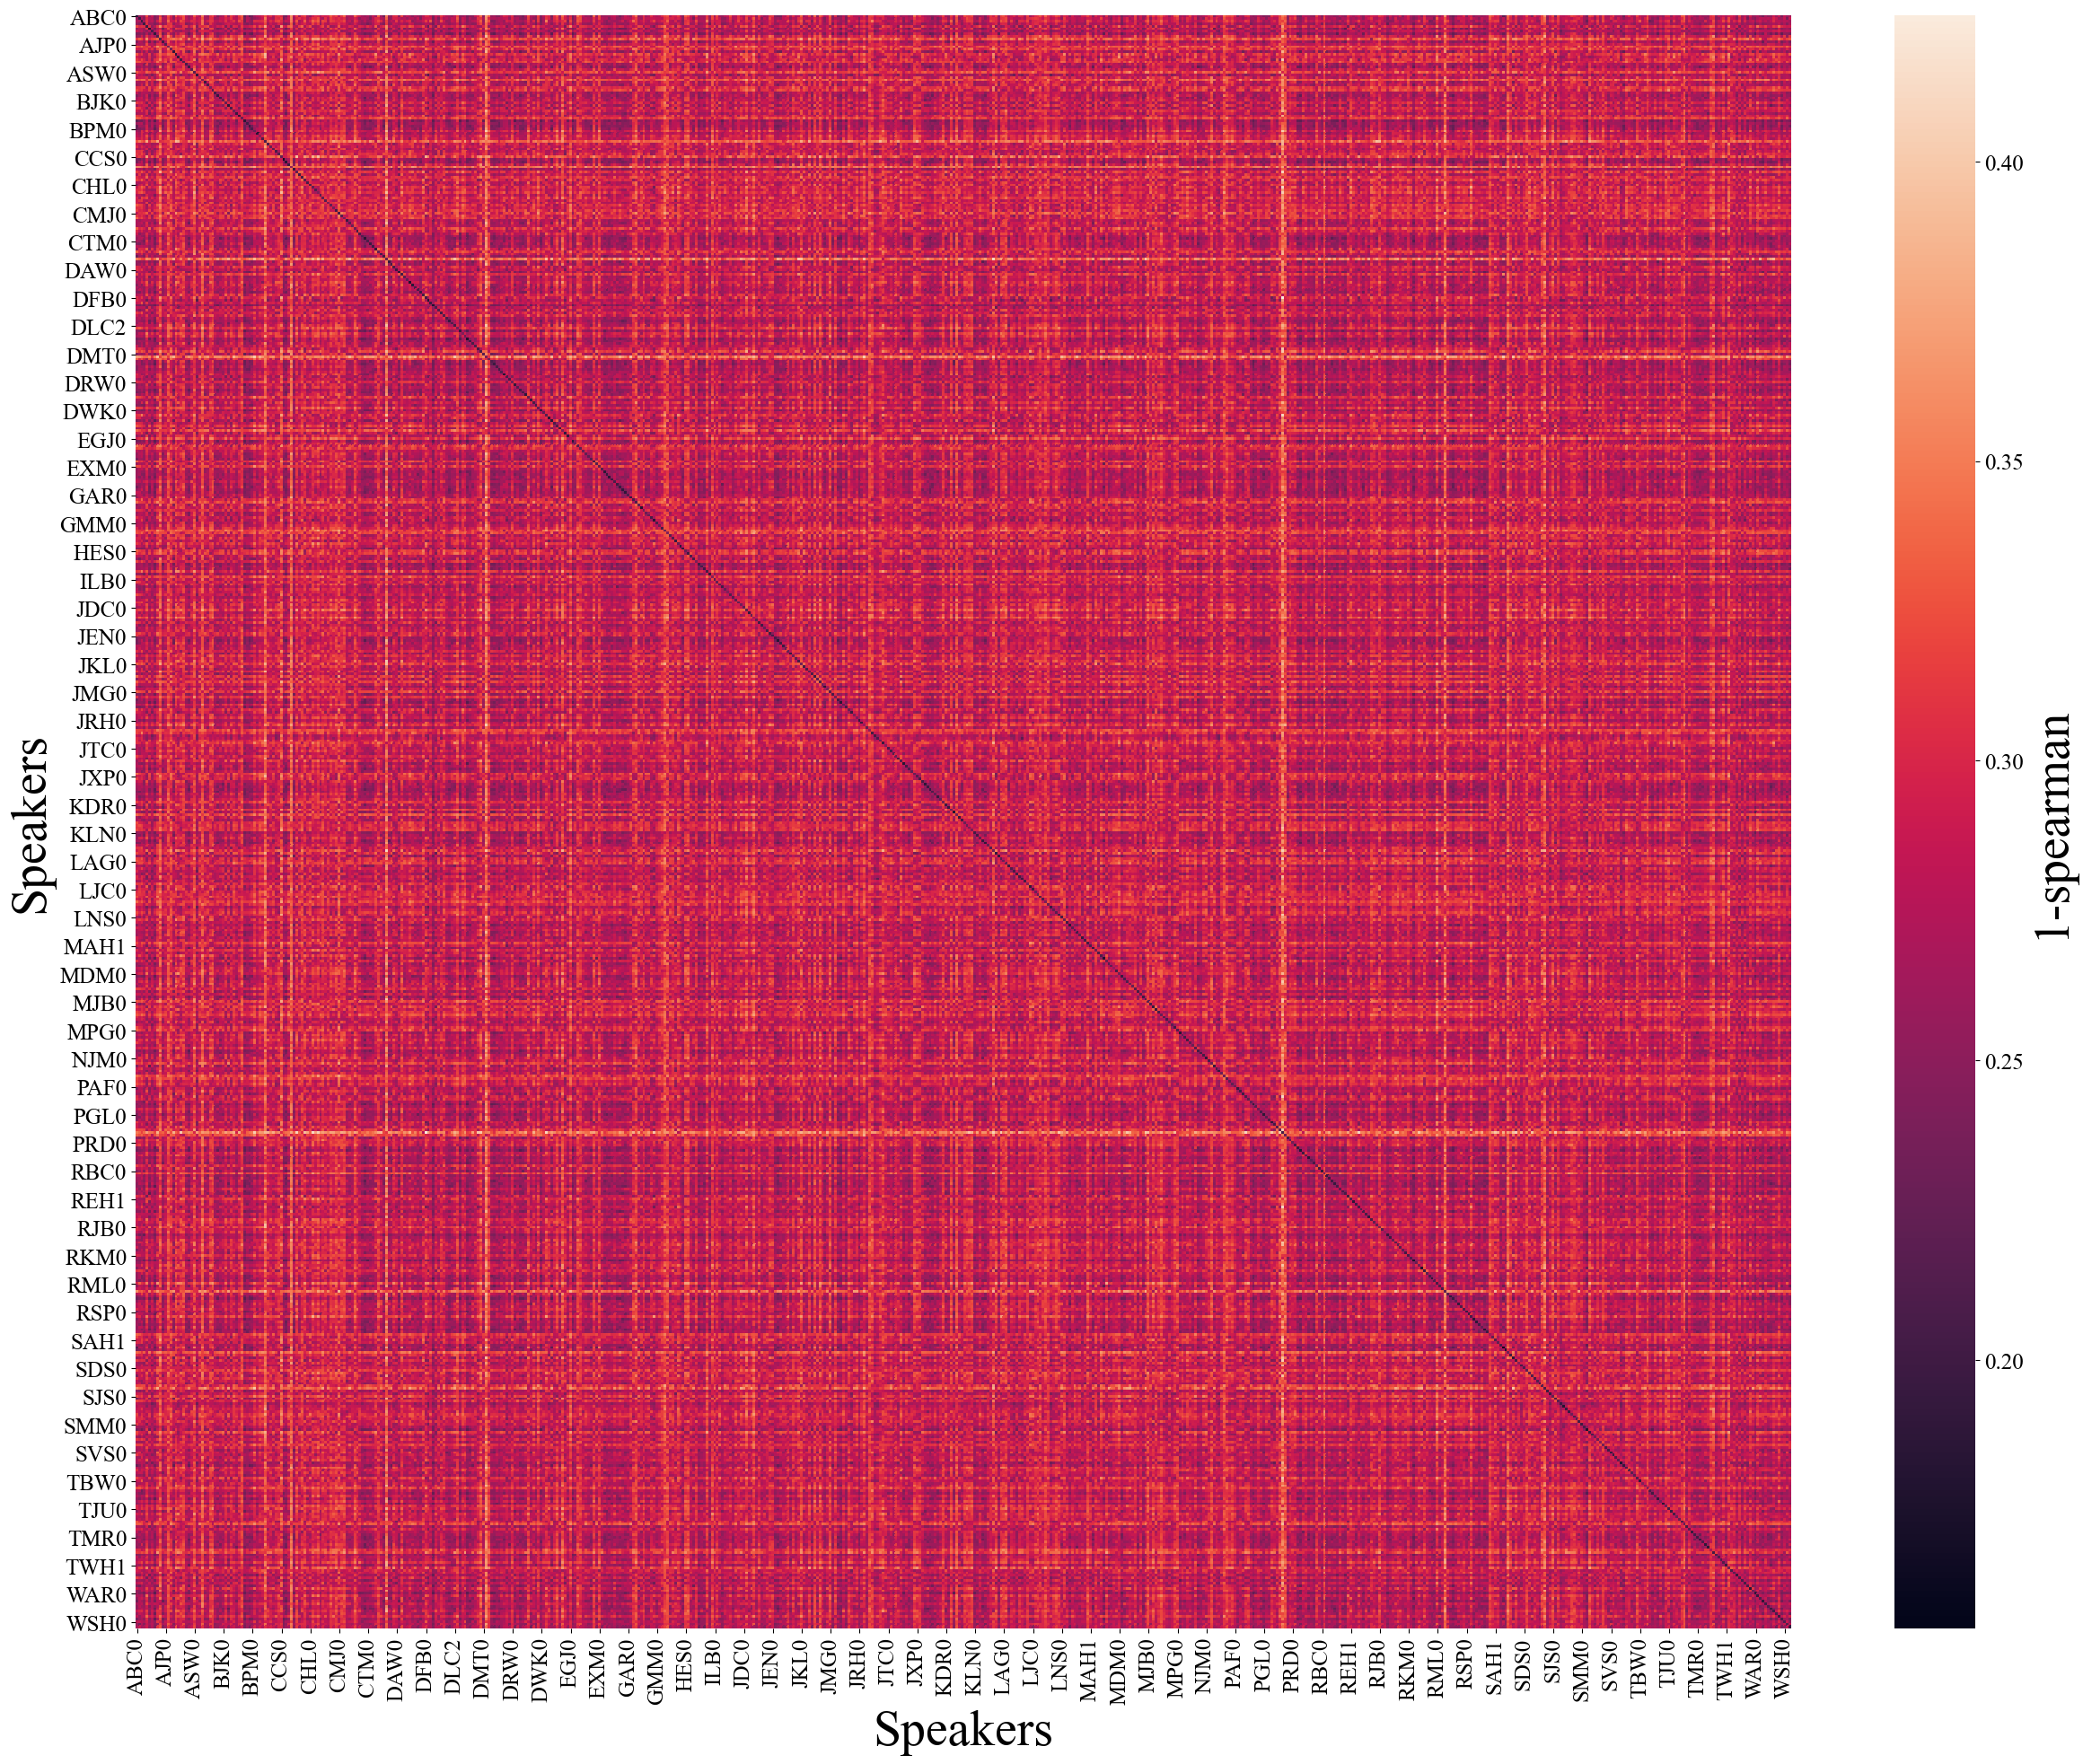 Speakers
ABC0
AJP0
ASW0
BJK0
BPM0
CCS0
CHL0
CMJ0
CTM0
DAW0
DFB0
DLC2
DMT0
DRW0
DWK0
EGJ0
EXM0
GAR0
GMM0
HES0
ILB0
JDC0
JEN0
JKL0
JMG0
JRH0
JTC0
JXP0
KDR0
KLN0
LAG0
LJC0
LNS0
MAH1
MDM0
MJB0
MPG0
NJM0
PAF0
PGL0
PRD0
RBC0
REH1
RJB0
RKM0
RML0
RSP0
SAH1
SDS0
SJS0
SMM0
SVS0
TBW0
TJU0
TMR0
TWH1
WAR0
WSH0
ABC0
AJP0
ASW0
BJK0
BPM0
CCS0
CHL0
CMJ0
CTM0
DAW0
DFB0
DLC2
DMT0
DRW0
DWK0
EGJ0
EXM0
GAR0
GMM0
HES0
ILB0
JDC0
JEN0
JKL0
JMG0
JRH0
JTC0
JXP0
KDR0
KLN0
LAG0
LJC0
LNS0
MAH1
MDM0
MJB0
MPG0
NJM0
PAF0
PGL0
PRD0
RBC0
REH1
RJB0
RKM0
RML0
RSP0
SAH1
SDS0
SJS0
SMM0
SVS0
TBW0
TJU0
TMR0
TWH1
WAR0
WSH0
Speakers
0.40
0.35
0.30
0.25
0.20
1-spearman